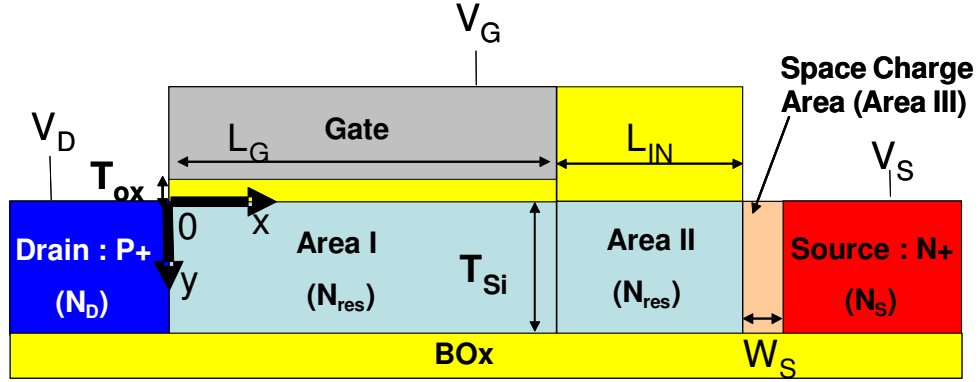 V_G
Space Charge
Area (Area III)
V_D
Gate
L_G
L_IN
V_S
T_ox
0
x
Drain : P+
(N_D)
y
Area I
(N_res)
T_Si
Area II
(N_res)
Source : N+
(N_S)
BOx
W_S